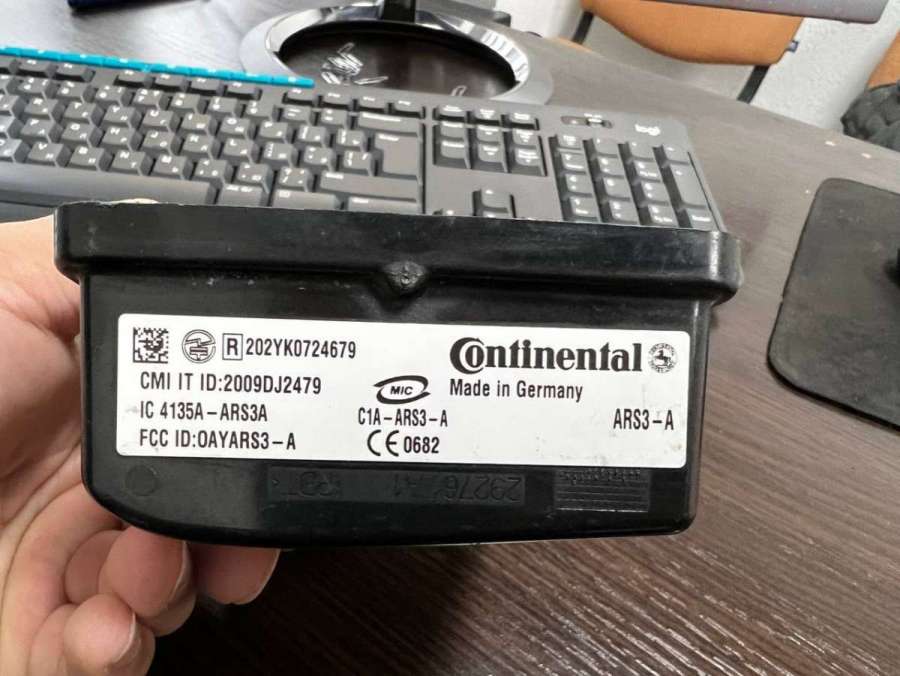 logi
R 202YK0724679
Continental
CMI IT ID:2009DJ2479
MIC
Made in Germany
IC 4135A-ARS3A
C1A-ARS3-A
ARS3-A
FCC ID:OAYARS3-A
CE 0682